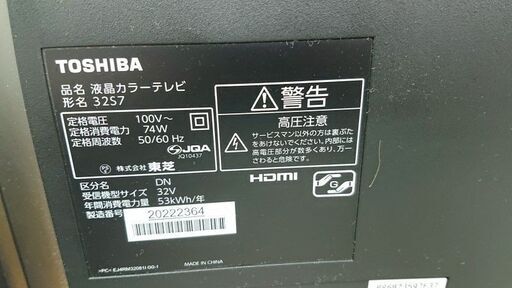 TOSHIBA
品名 液晶カラーテレビ
形名 32S7
定格電圧 100V~
定格消費電力 74W
定格周波数 50/60 Hz
JQA
JQ10437
株式会社 東芝
区分名 DN
受信機型サイズ 32V
年間消費電力量 53kWh/年
製造番号 20222364
MADE IN CHINA
警告
高圧注意
サービスマン以外の方は裏ぶた
をあけないでください。内部には
高電圧部分が数多くあり、さわり
ますと危険です。
HDMI
G